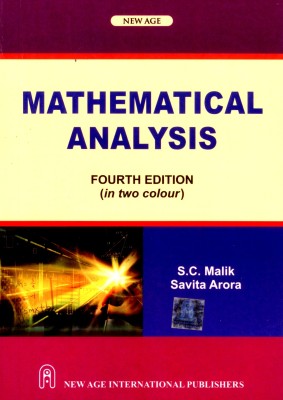 NEW AGE
MATHEMATICAL
ANALYSIS
FOURTH EDITION
(in two colour)
S.C. Malik
Savita Arora
NEW AGE INTERNATIONAL PUBLISHERS